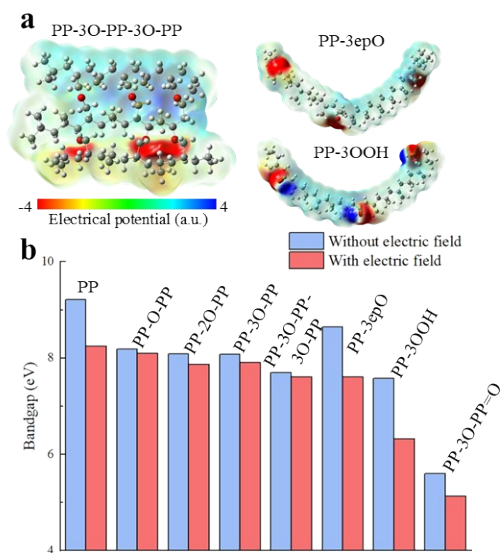 a
PP-3O-PP-3O-PP
PP-3epO
PP-3OOH
-4
4
Electrical potential (a.u.)
b
Without electric field
With electric field
10
8
6
4
Bandgap (eV)
PP
PP-O-PP
PP-2O-PP
PP-3O-PP
PP-3O-PP-
3O-PP
PP-3epO
PP-3OOH
PP-3O-PP=O